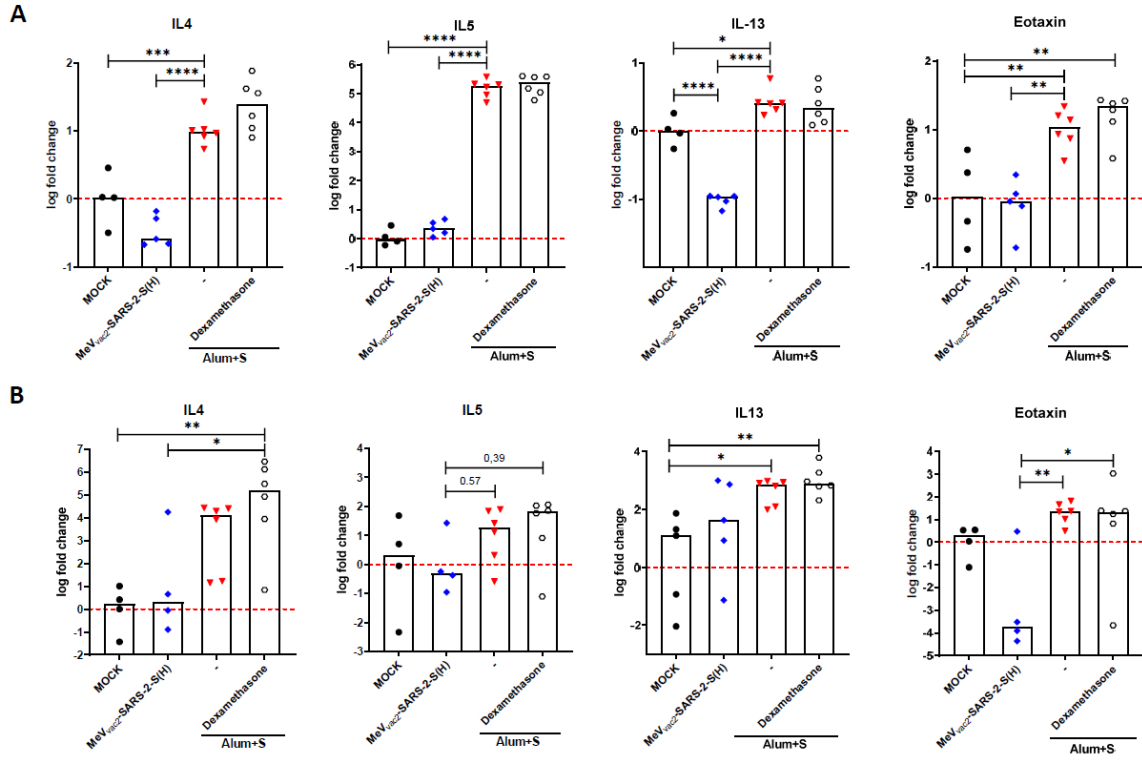 A
IL4
***
****
log fold change
2
1
0
-1
MOCK
MeVvac2-SARS-2-S(H)
-
Dexamethasone
Alum+S
IL5
****
****
log fold change
6
5
4
3
2
1
0
-1
MOCK
MeVvac2-SARS-2-S(H)
-
Dexamethasone
Alum+S
IL-13
*
****
****
log fold change
1
0
-1
MOCK
MeVvac2-SARS-2-S(H)
-
Dexamethasone
Alum+S
Eotaxin
**
**
**
log fold change
2
1
0
-1
MOCK
MeVvac2-SARS-2-S(H)
-
Dexamethasone
Alum+S
B
IL4
**
*
log fold change
7
6
5
4
3
2
1
0
-1
-2
MOCK
MeVvac2-SARS-2-S(H)
-
Dexamethasone
Alum+S
IL5
0,39
0.57
log fold change
4
3
2
1
0
-1
-2
-3
MOCK
MeVvac2-SARS-2-S(H)
-
Dexamethasone
Alum+S
IL13
**
*
log fold change
4
2
0
-2
MOCK
MeVvac2-SARS-2-S(H)
-
Dexamethasone
Alum+S
Eotaxin
*
**
log fold change
4
3
2
1
0
-1
-2
-3
-4
-5
MOCK
MeVvac2-SARS-2-S(H)
-
Dexamethasone
Alum+S